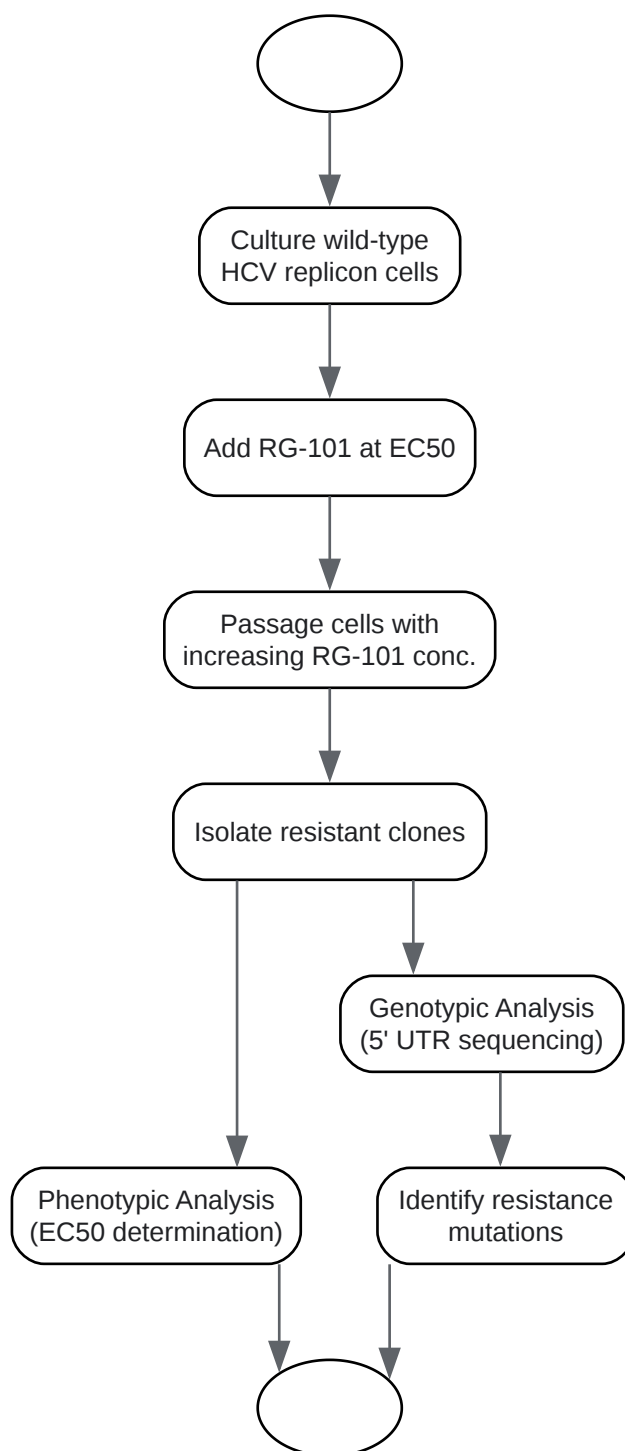 Culture wild-type
HCV replicon cells
Add RG-101 at EC50
Passage cells with
increasing RG-101 conc.
Isolate resistant clones
Genotypic Analysis
(5' UTR sequencing)
Phenotypic Analysis
(EC50 determination)
Identify resistance
mutations